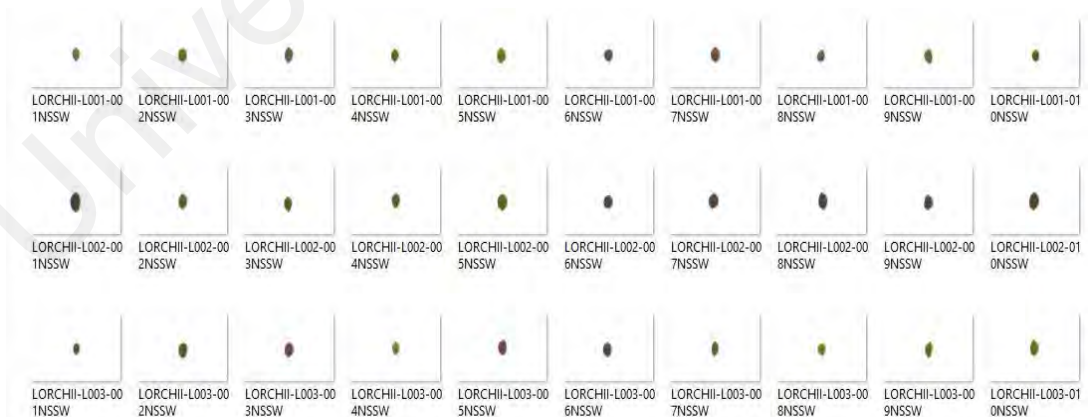 LORCHII-L001-00 LORCHII-L001-00 LORCHII-L001-00 LORCHII-L001-00 LORCHII-L001-00 LORCHII-L001-00 LORCHII-L001-00 LORCHII-L001-00 LORCHII-L001-00 LORCHII-L001-01
1NSSW 2NSSW 3NSSW 4NSSW 5NSSW 6NSSW 7NSSW 8NSSW 9NSSW 0NSSW
LORCHII-L002-00 LORCHII-L002-00 LORCHII-L002-00 LORCHII-L002-00 LORCHII-L002-00 LORCHII-L002-00 LORCHII-L002-00 LORCHII-L002-00 LORCHII-L002-00 LORCHII-L002-01
1NSSW 2NSSW 3NSSW 4NSSW 5NSSW 6NSSW 7NSSW 8NSSW 9NSSW 0NSSW
LORCHII-L003-00 LORCHII-L003-00 LORCHII-L003-00 LORCHII-L003-00 LORCHII-L003-00 LORCHII-L003-00 LORCHII-L003-00 LORCHII-L003-00 LORCHII-L003-00 LORCHII-L003-01
1NSSW 2NSSW 3NSSW 4NSSW 5NSSW 6NSSW 7NSSW 8NSSW 9NSSW 0NSSW